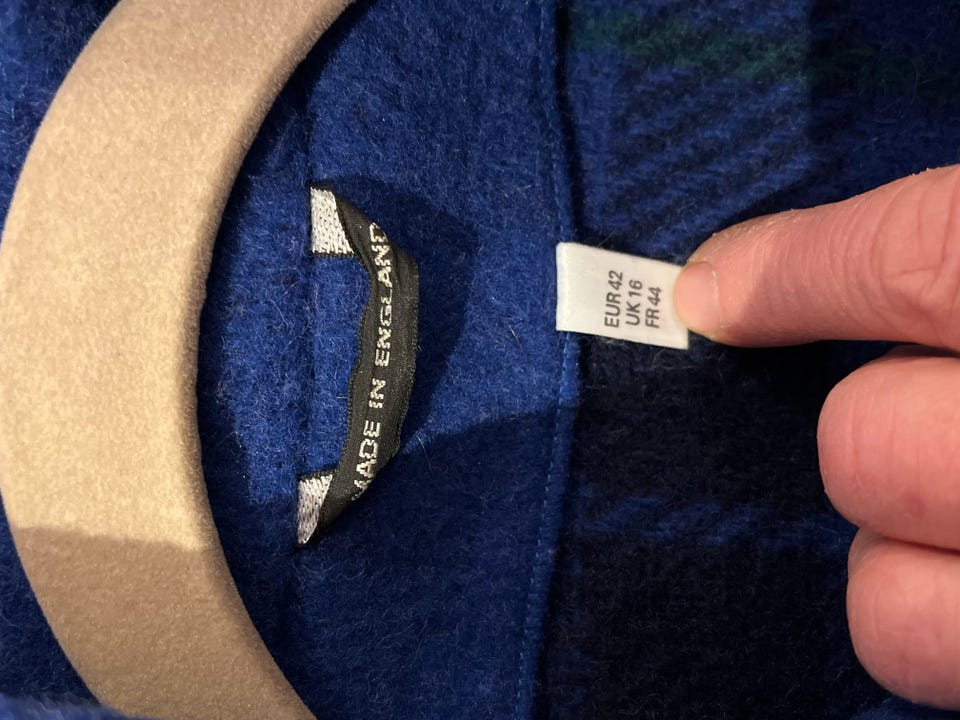 MADE IN ENGLAND
EUR 42
UK 16
FR 44